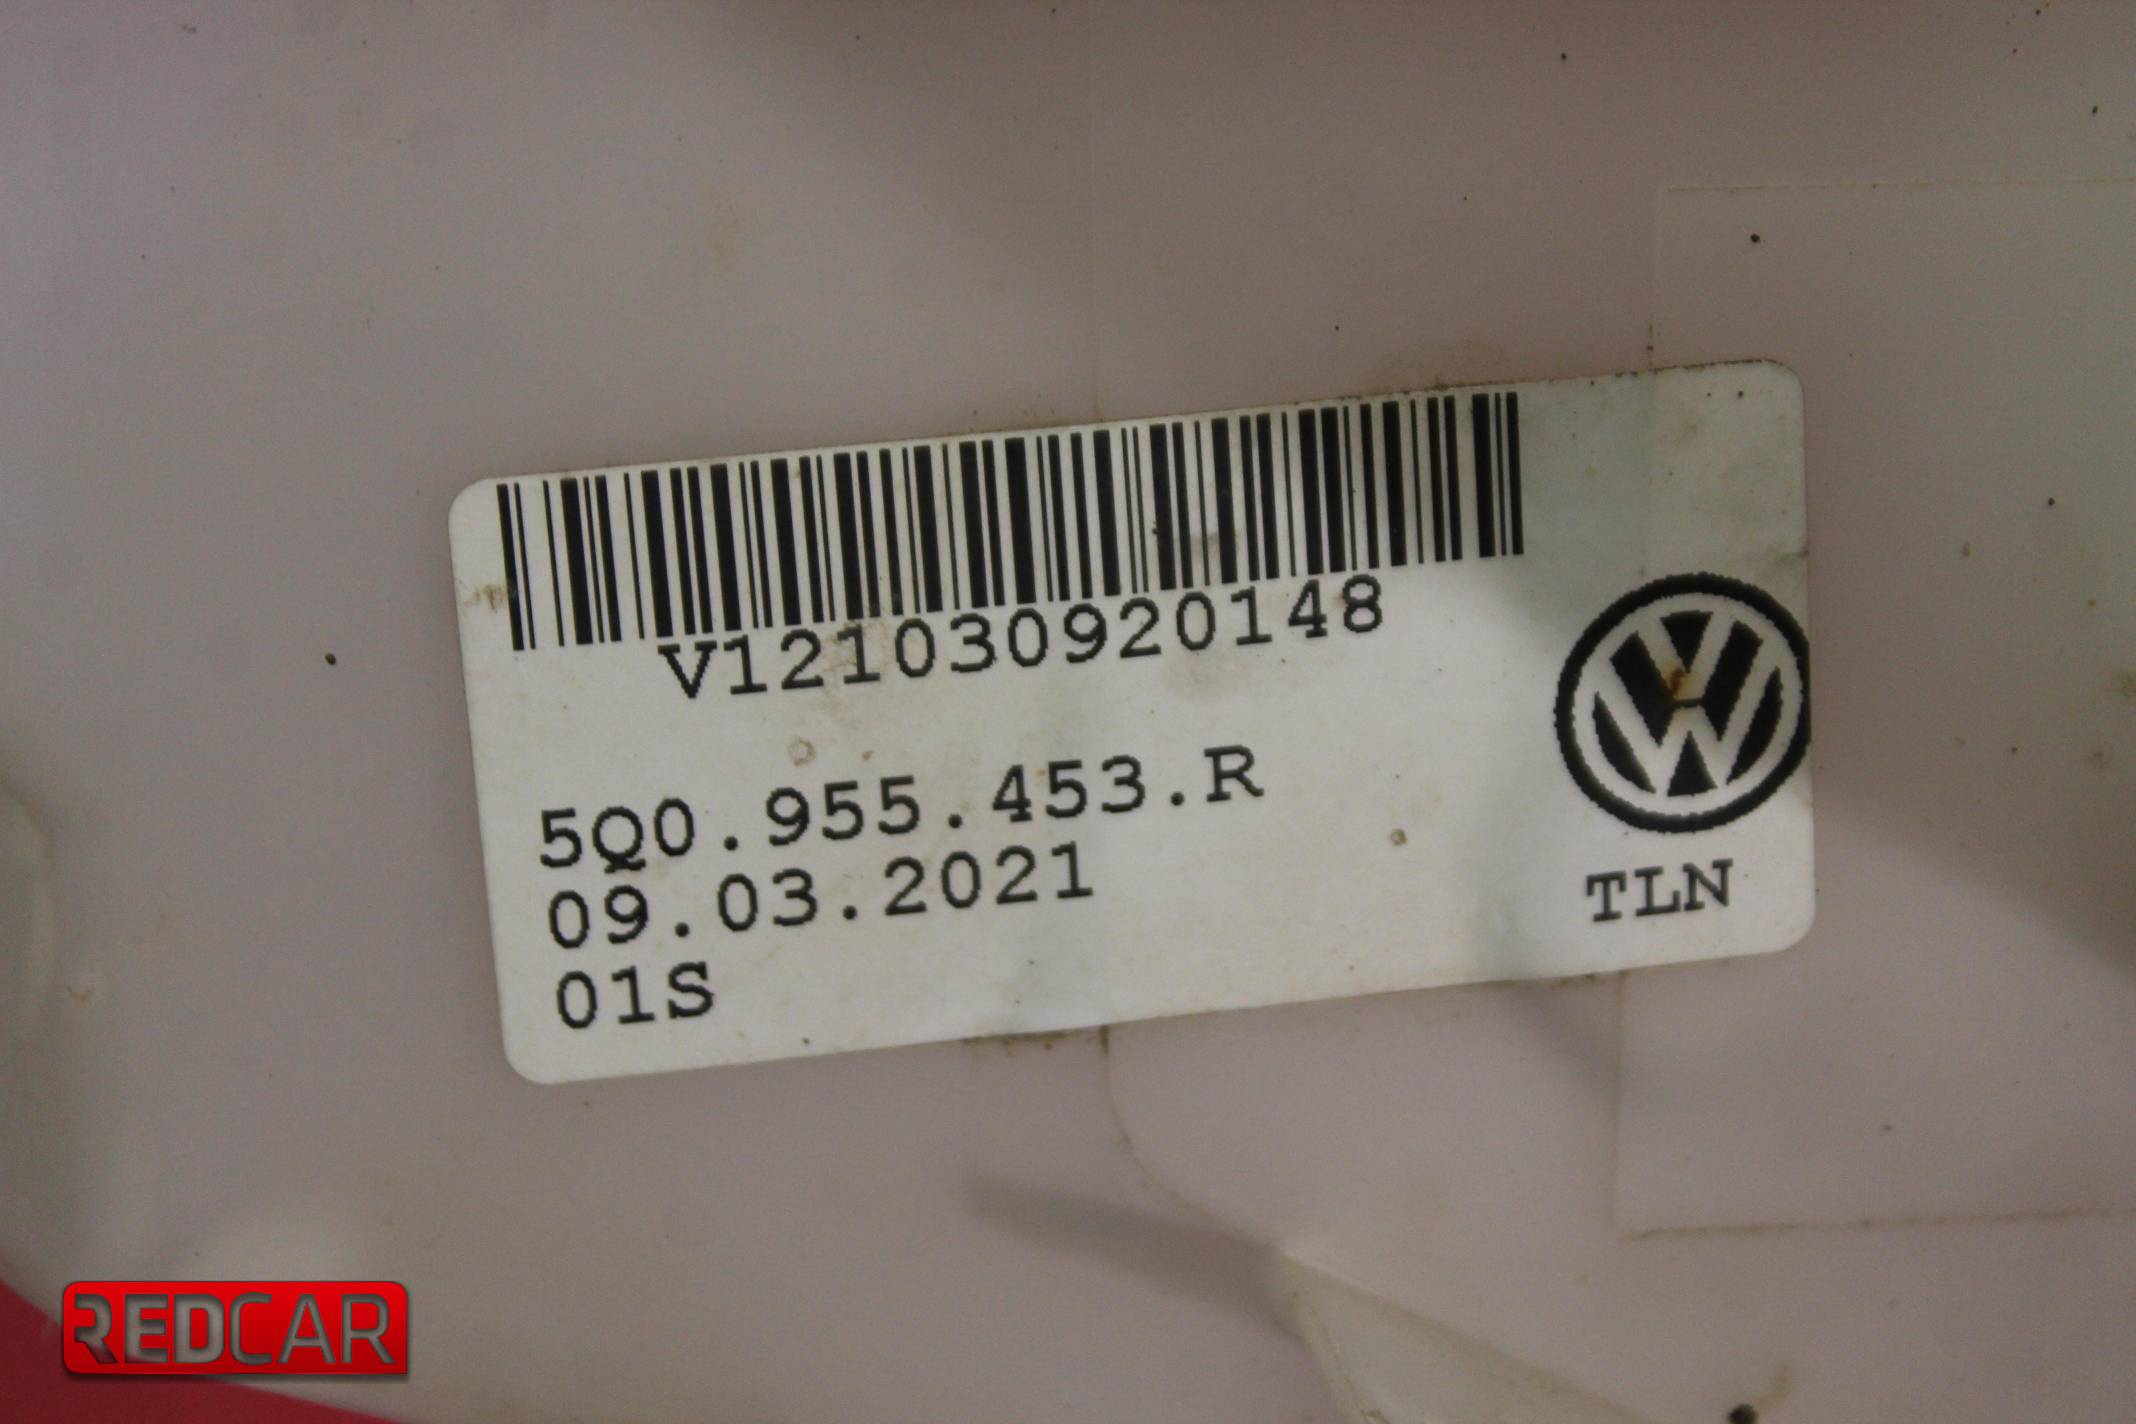 V121030920148
5Q0.955.453.R
09.03.2021
01S
TLN
REDCAR